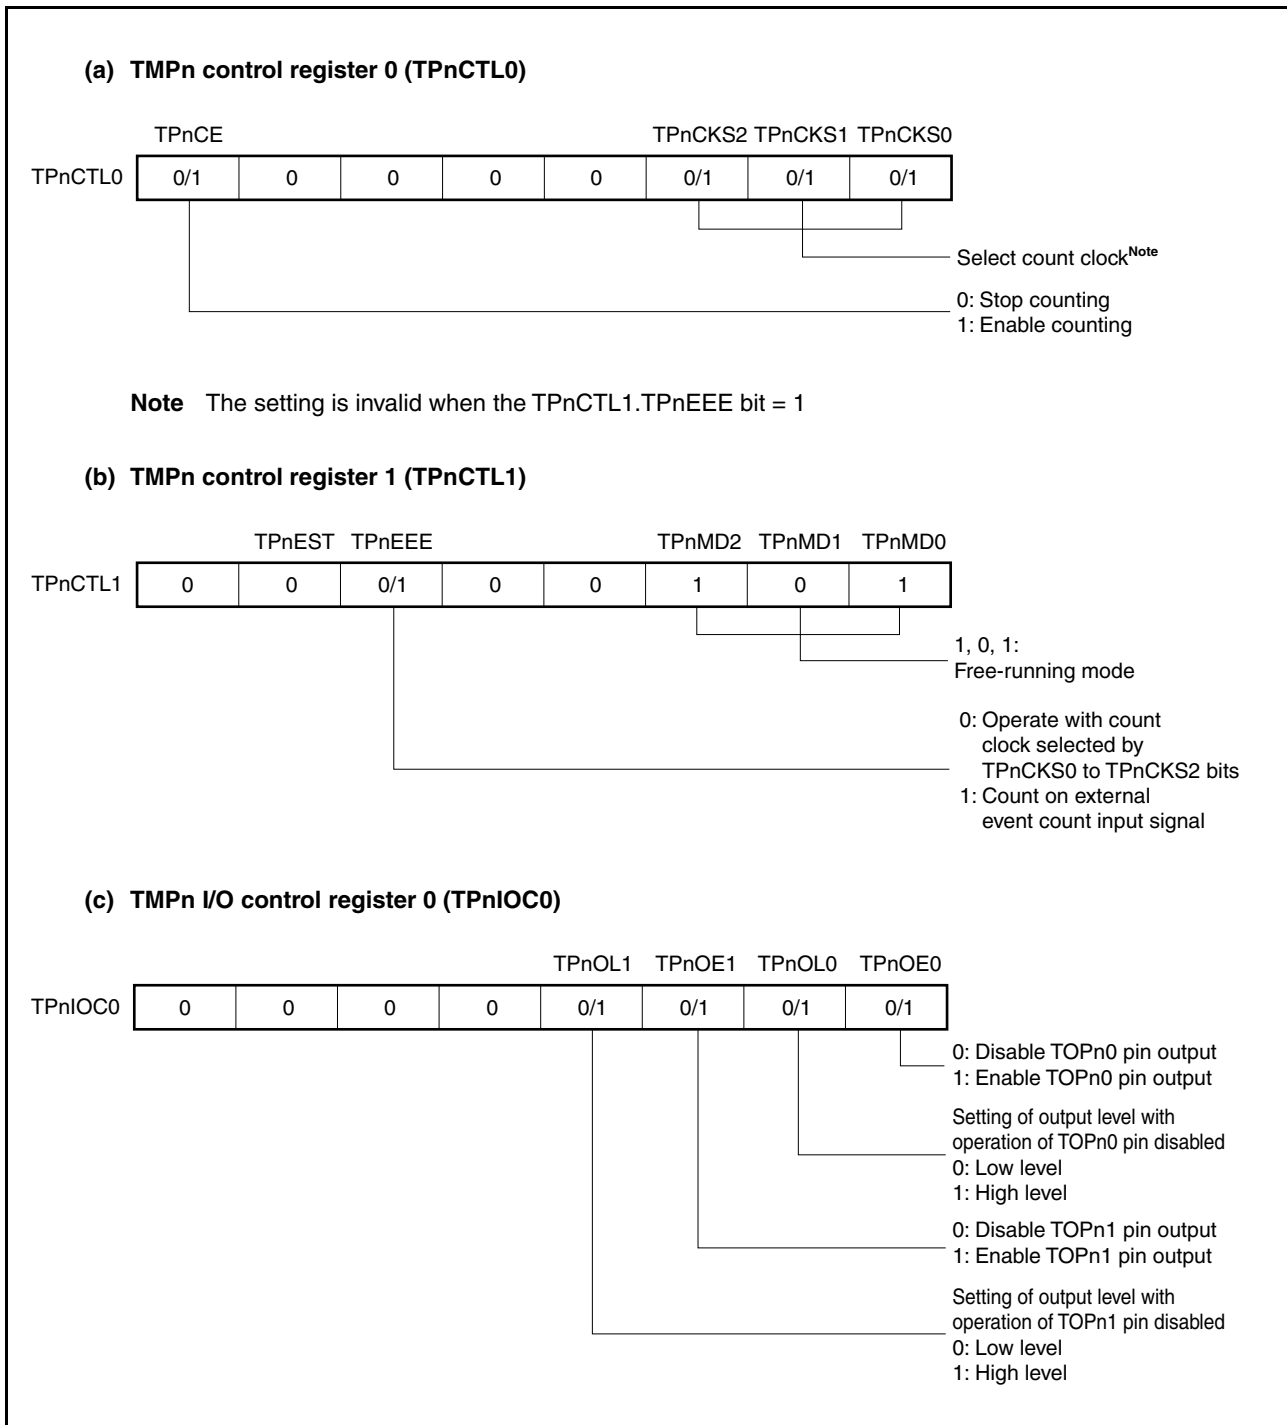 (a) TMPn control register 0 (TPnCTL0)
TPnCE TPnCKS2 TPnCKS1 TPnCKS0
TPnCTL0 0/1 0 0 0 0 0/1 0/1 0/1
Select count clockNote
0: Stop counting
1: Enable counting
Note The setting is invalid when the TPnCTL1.TPnEEE bit = 1
(b) TMPn control register 1 (TPnCTL1)
TPnEST TPnEEE TPnMD2 TPnMD1 TPnMD0
TPnCTL1 0 0 0/1 0 0 1 0 1
1, 0, 1:
Free-running mode
0: Operate with count
clock selected by
TPnCKS0 to TPnCKS2 bits
1: Count on external
event count input signal
(c) TMPn I/O control register 0 (TPnIOC0)
TPnOL1 TPnOE1 TPnOL0 TPnOE0
TPnIOC0 0 0 0 0 0/1 0/1 0/1 0/1
0: Disable TOPn0 pin output
1: Enable TOPn0 pin output
Setting of output level with
operation of TOPn0 pin disabled
0: Low level
1: High level
0: Disable TOPn1 pin output
1: Enable TOPn1 pin output
Setting of output level with
operation of TOPn1 pin disabled
0: Low level
1: High level